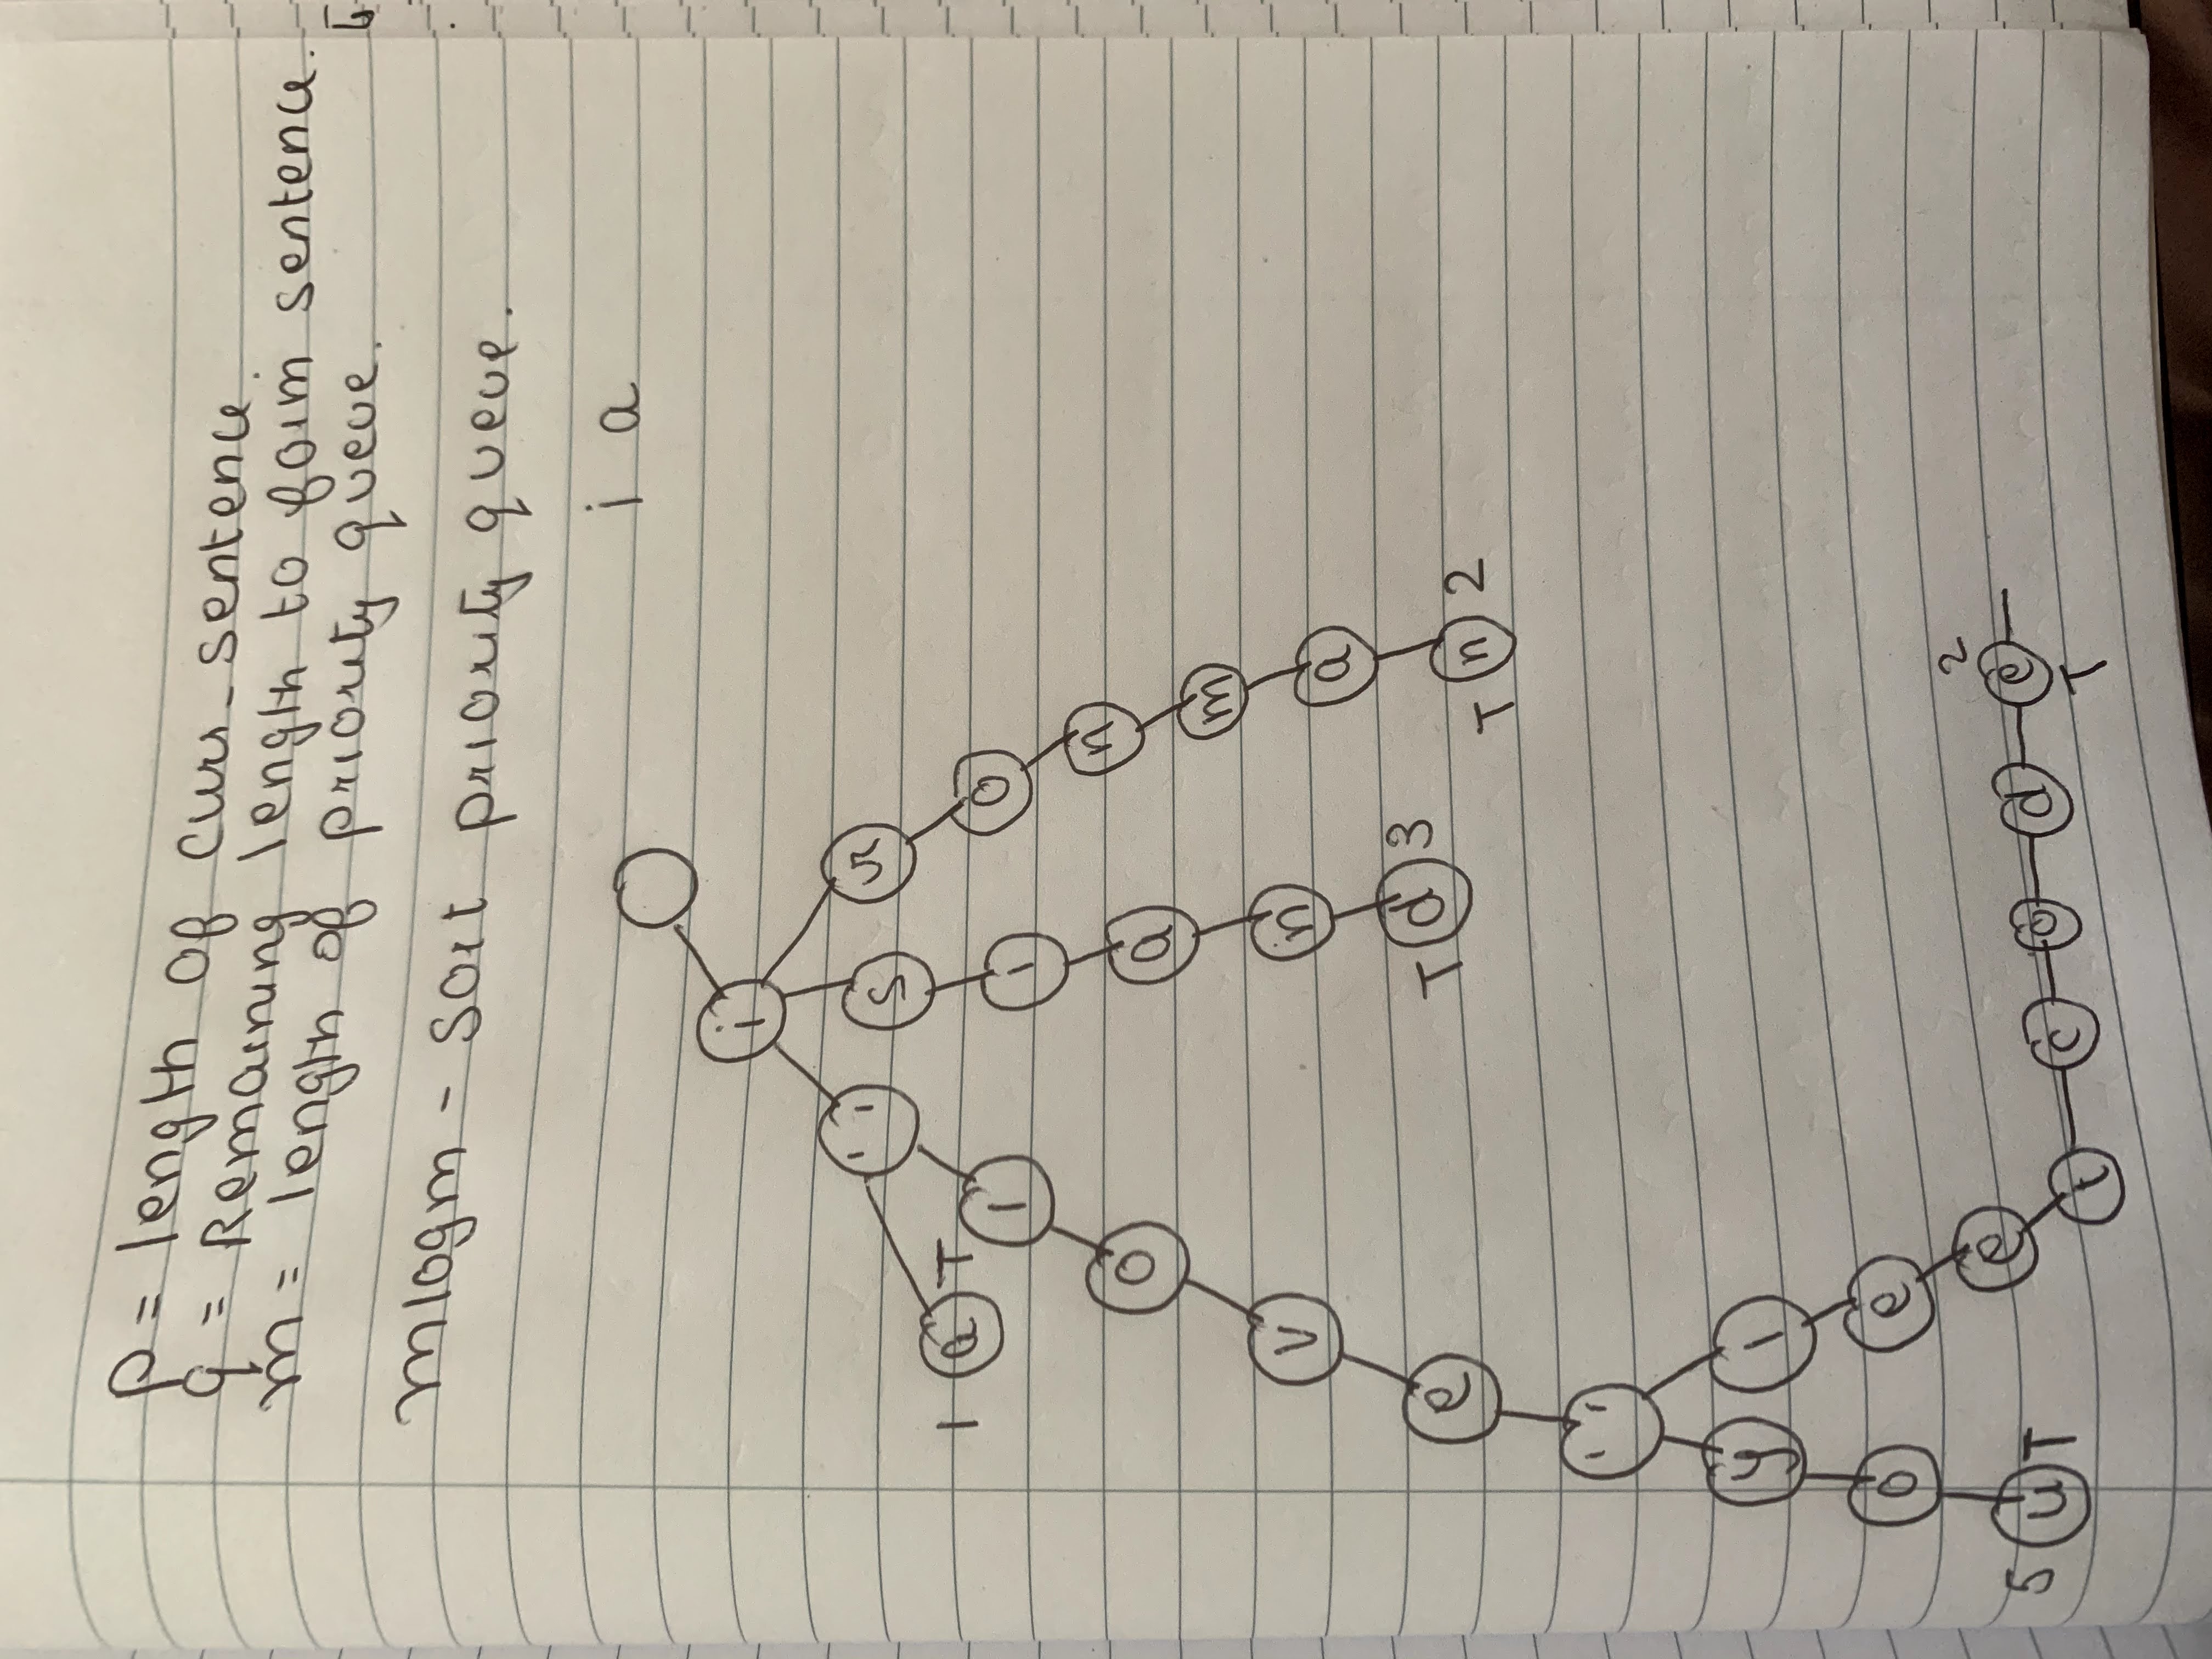 p = length of curr_sentence.
q = Remaining length to form sentence.
m = length of priority queue.
mlogm - sort priority queue.
i a
i
' ' s r
1 a T l l o
o a n
v n m
e T d 3 a
' ' T n 2
y l
o e
5 u T e
t c o d e 2
T